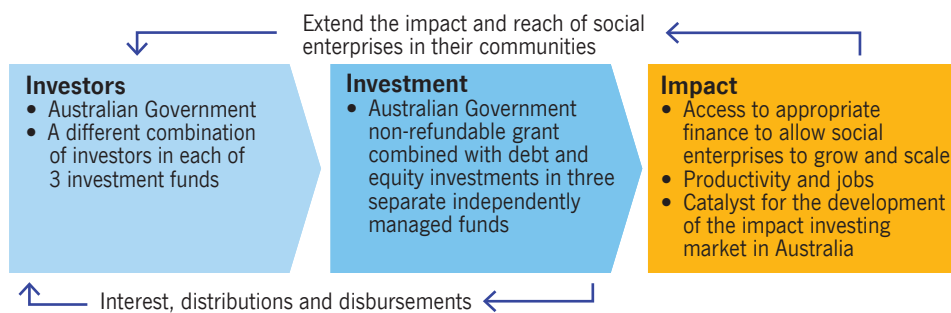 Extend the impact and reach of social
enterprises in their communities
Investors
• Australian Government
• A different combination
of investors in each of
3 investment funds
Investment
• Australian Government
non-refundable grant
combined with debt and
equity investments in three
separate independently
managed funds
Impact
• Access to appropriate
finance to allow social
enterprises to grow and scale
• Productivity and jobs
• Catalyst for the development
of the impact investing
market in Australia
Interest, distributions and disbursements